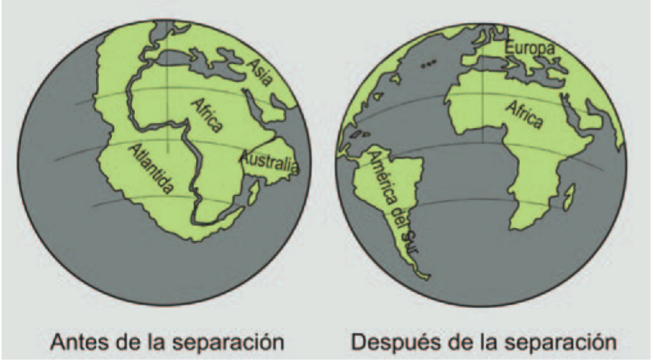 Asia
Africa
Atlantida
Australia
Europa
Africa
América del Sur
Antes de la separación
Después de la separación